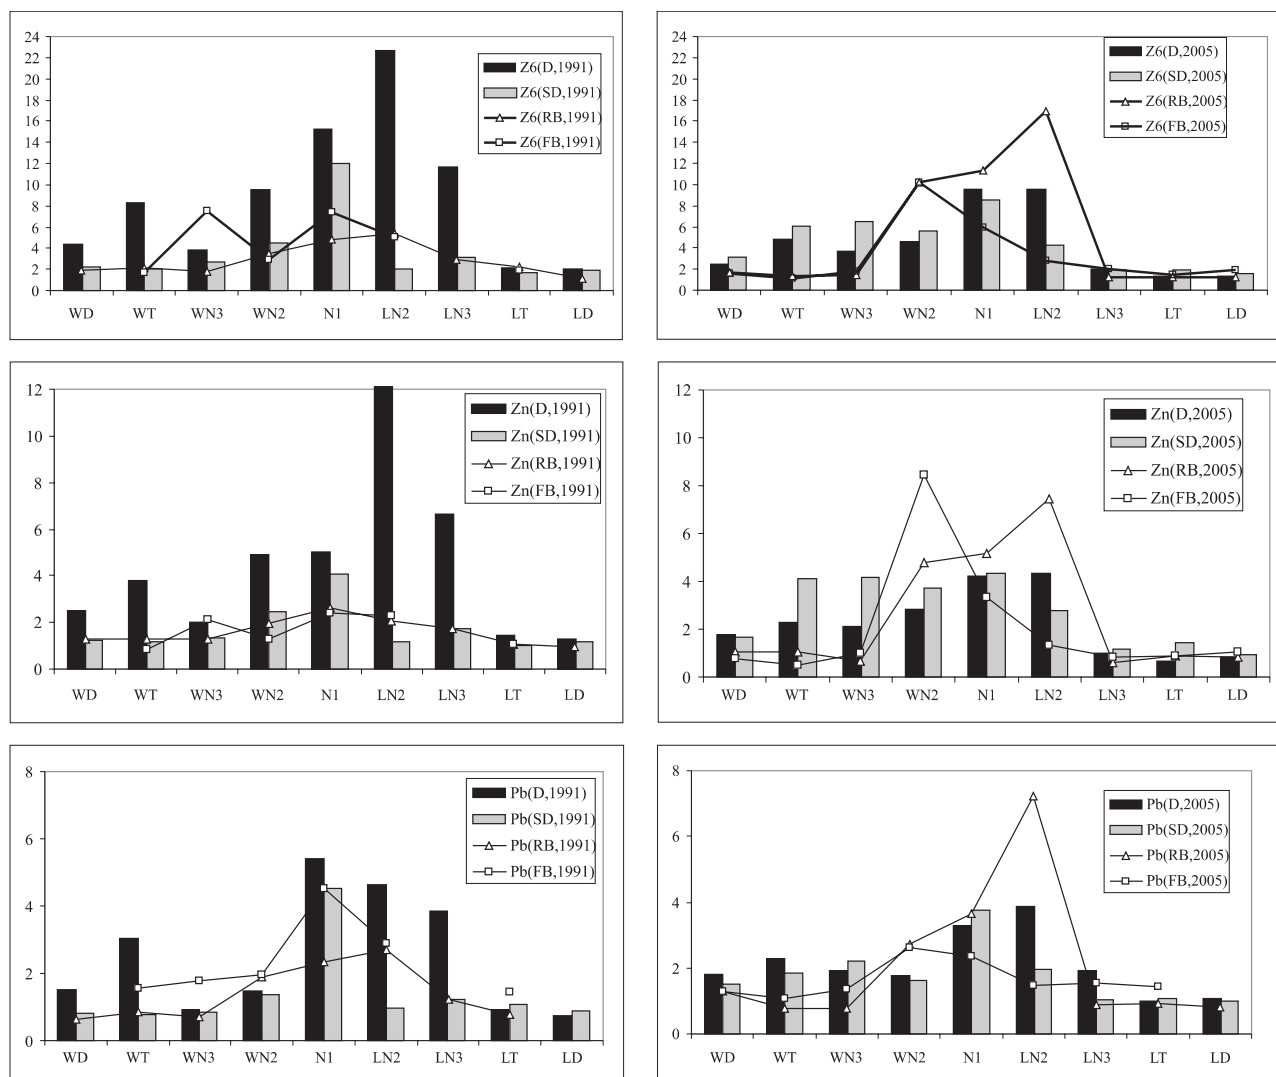 24
22
20
18
16
14
12
10
8
6
4
2
0
WD WT WN3 WN2 N1 LN2 LN3 LT LD
Z6(D,1991)
Z6(SD,1991)
Z6(RB,1991)
Z6(FB,1991)
24
22
20
18
16
14
12
10
8
6
4
2
0
WD WT WN3 WN2 N1 LN2 LN3 LT LD
Z6(D,2005)
Z6(SD,2005)
Z6(RB,2005)
Z6(FB,2005)
12
10
8
6
4
2
0
WD WT WN3 WN2 N1 LN2 LN3 LT LD
Zn(D,1991)
Zn(SD,1991)
Zn(RB,1991)
Zn(FB,1991)
12
10
8
6
4
2
0
WD WT WN3 WN2 N1 LN2 LN3 LT LD
Zn(D,2005)
Zn(SD,2005)
Zn(RB,2005)
Zn(FB,2005)
8
6
4
2
0
WD WT WN3 WN2 N1 LN2 LN3 LT LD
Pb(D,1991)
Pb(SD,1991)
Pb(RB,1991)
Pb(FB,1991)
8
6
4
2
0
WD WT WN3 WN2 N1 LN2 LN3 LT LD
Pb(D,2005)
Pb(SD,2005)
Pb(RB,2005)
Pb(FB,2005)